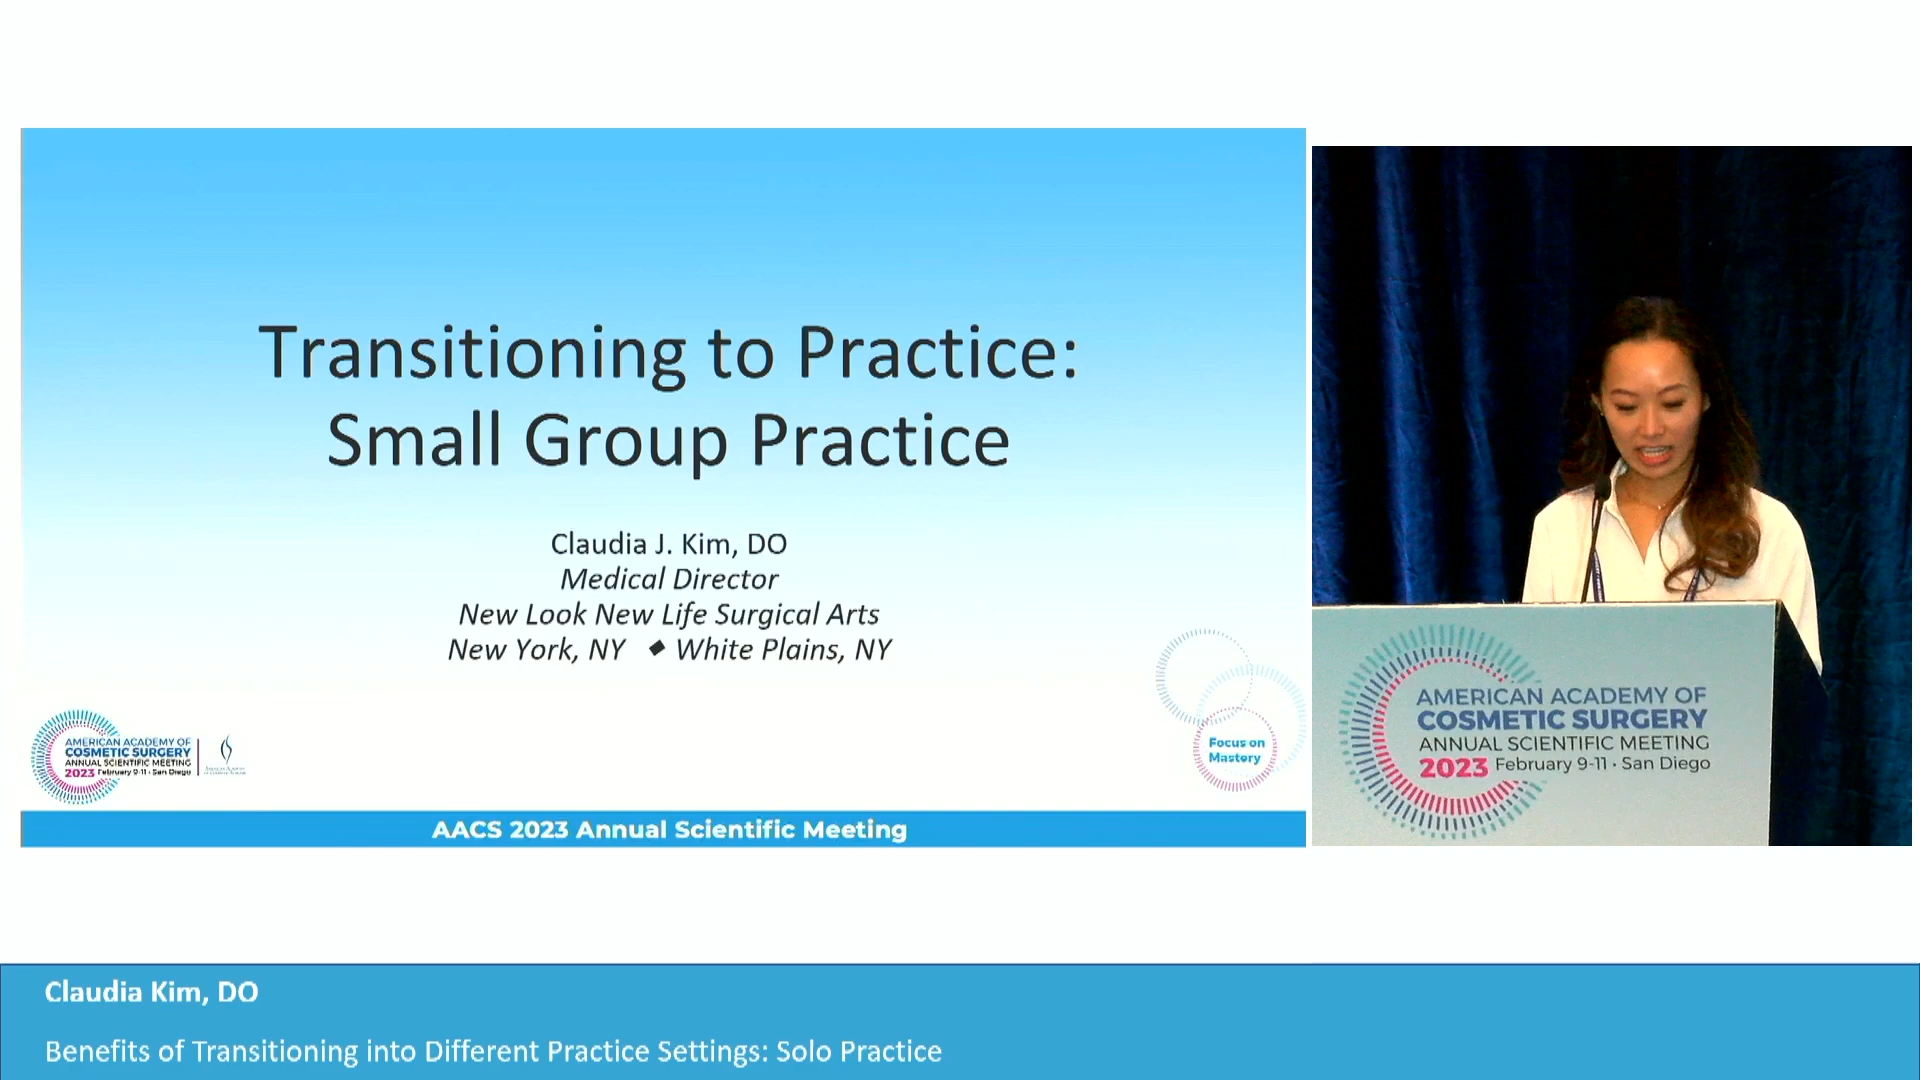 Transitioning to Practice:
Small Group Practice
Claudia J. Kim, DO
Medical Director
New Look New Life Surgical Arts
New York, NY ◆ White Plains, NY
AMERICAN ACADEMY OF
COSMETIC SURGERY
ANNUAL SCIENTIFIC MEETING
2023 February 9-11 • San Diego
Focus on
Mastery
AACS 2023 Annual Scientific Meeting
AMERICAN ACADEMY OF
COSMETIC SURGERY
ANNUAL SCIENTIFIC MEETING
2023 February 9-11 • San Diego
Claudia Kim, DO
Benefits of Transitioning into Different Practice Settings: Solo Practice